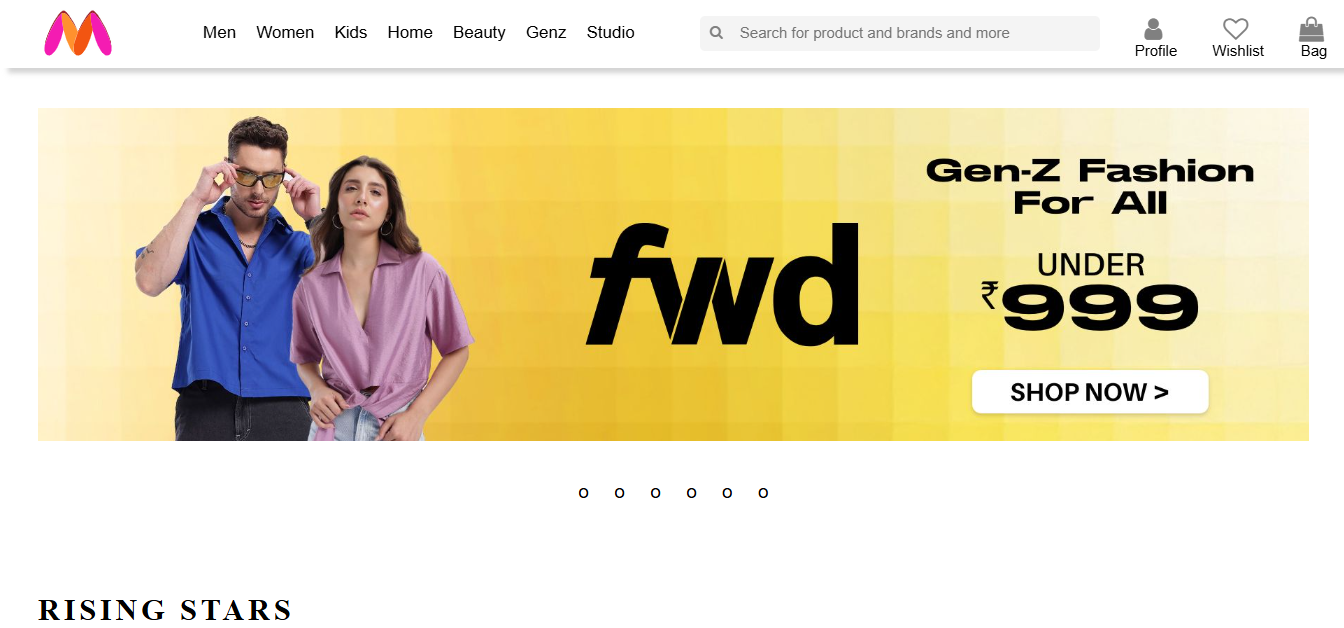 Men Women Kids Home Beauty Genz Studio
Search for product and brands and more
Profile Wishlist Bag
fwd
Gen-Z Fashion
For All
UNDER
₹999
SHOP NOW >
o o o o o o
RISING STARS